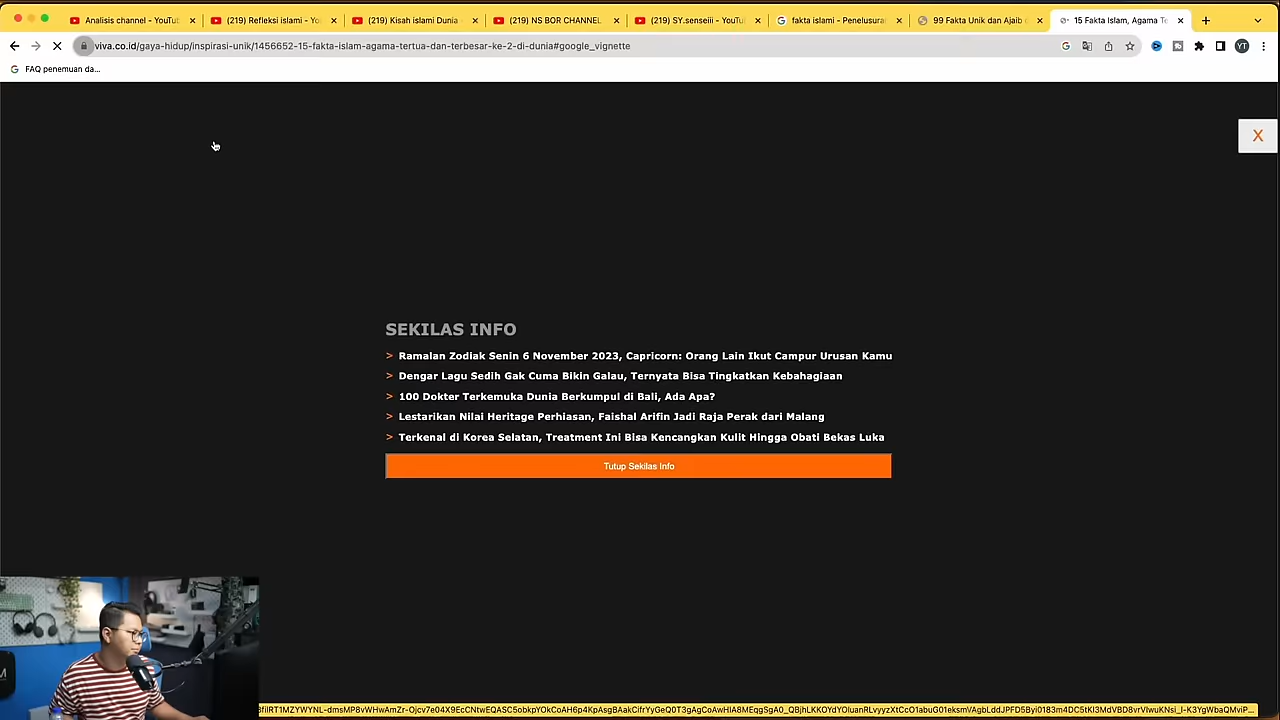 Analisis channel - YouTu
(219) Refleksi islami - Yo
(219) Kisah islami Dunia
(219) NS BOR CHANNEL
(219) SY.senseiii - YouTu
fakta islami - Penelusura
99 Fakta Unik dan Ajaib d
15 Fakta Islam, Agama Te
viva.co.id/gaya-hidup/inspirasi-unik/1456652-15-fakta-islam-agama-tertua-dan-terbesar-ke-2-di-dunia#google_vignette
YT
FAQ penemuan da...
X
SEKILAS INFO
> Ramalan Zodiak Senin 6 November 2023, Capricorn: Orang Lain Ikut Campur Urusan Kamu
> Dengar Lagu Sedih Gak Cuma Bikin Galau, Ternyata Bisa Tingkatkan Kebahagiaan
> 100 Dokter Terkemuka Dunia Berkumpul di Bali, Ada Apa?
> Lestarikan Nilai Heritage Perhiasan, Faishal Arifin Jadi Raja Perak dari Malang
> Terkenal di Korea Selatan, Treatment Ini Bisa Kencangkan Kulit Hingga Obati Bekas Luka
Tutup Sekilas Info